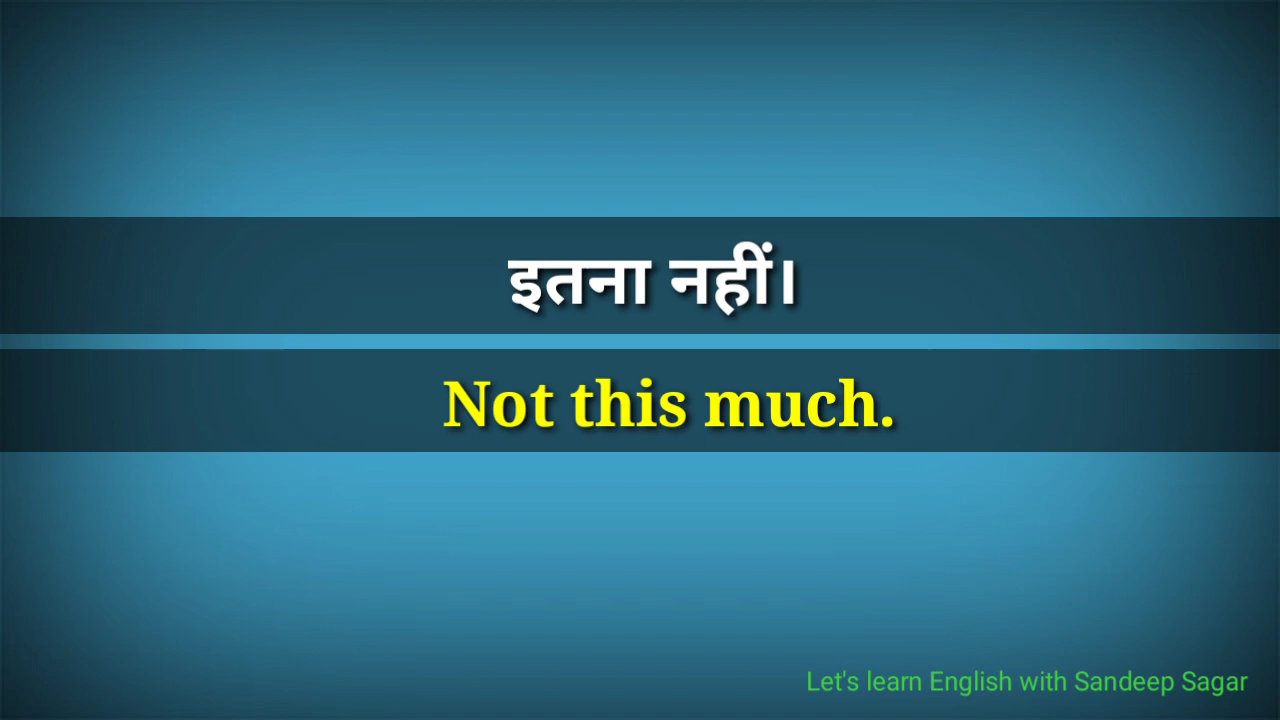 इतना नहीं।
Not this much.
Let's learn English with Sandeep Sagar